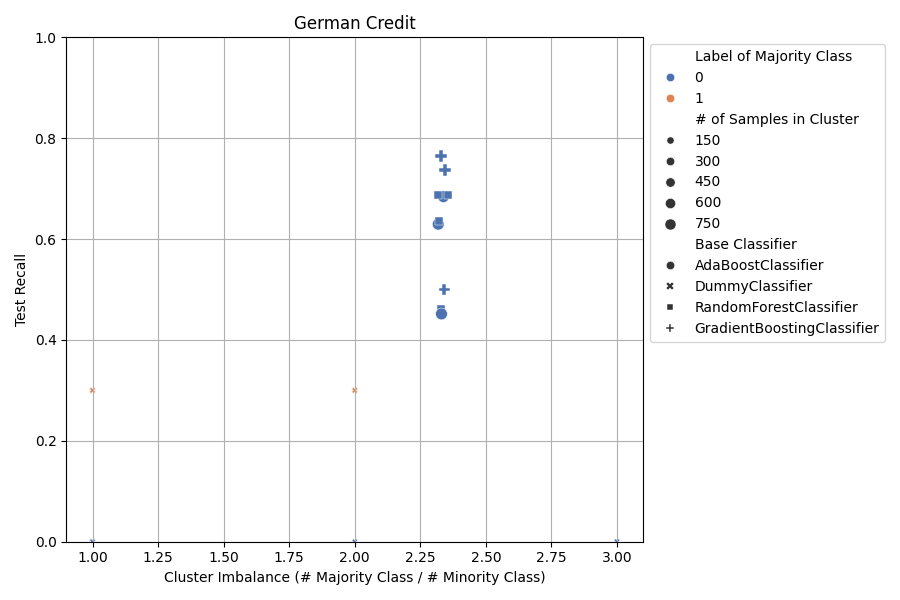 German Credit
1.0
0.8
0.6
0.4
0.2
0.0
Test Recall
1.00
1.25
1.50
1.75
2.00
2.25
2.50
2.75
3.00
Cluster Imbalance (# Majority Class / # Minority Class)
Label of Majority Class
0
1
# of Samples in Cluster
150
300
450
600
750
Base Classifier
AdaBoostClassifier
DummyClassifier
RandomForestClassifier
GradientBoostingClassifier